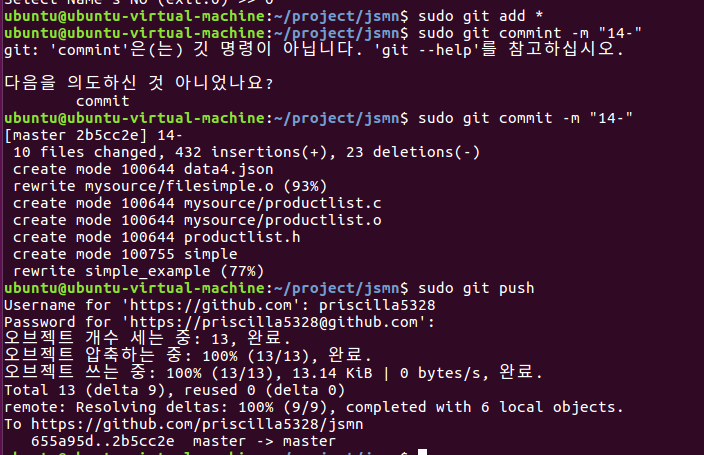 Select Name's No (exit:0) >> 0
ubuntu@ubuntu-virtual-machine:~/project/jsmn$ sudo git add *
ubuntu@ubuntu-virtual-machine:~/project/jsmn$ sudo git commint -m "14-"
git: 'commint'은(는) 깃 명령이 아닙니다. 'git --help'를 참고하십시오.
다음을 의도하신 것 아니었나요?
commit
ubuntu@ubuntu-virtual-machine:~/project/jsmn$ sudo git commit -m "14-"
[master 2b5cc2e] 14-
10 files changed, 432 insertions(+), 23 deletions(-)
create mode 100644 data4.json
rewrite mysource/filesimple.o (93%)
create mode 100644 mysource/productlist.c
create mode 100644 mysource/productlist.o
create mode 100644 productlist.h
create mode 100755 simple
rewrite simple_example (77%)
ubuntu@ubuntu-virtual-machine:~/project/jsmn$ sudo git push
Username for 'https://github.com': priscilla5328
Password for 'https://priscilla5328@github.com':
오브젝트 개수 세는 중: 13, 완료.
오브젝트 압축하는 중: 100% (13/13), 완료.
오브젝트 쓰는 중: 100% (13/13), 13.14 KiB | 0 bytes/s, 완료.
Total 13 (delta 9), reused 0 (delta 0)
remote: Resolving deltas: 100% (9/9), completed with 6 local objects.
To https://github.com/priscilla5328/jsmn
655a95d..2b5cc2e master -> master
ubuntu@ubuntu-virtual-machine:~/project/jsmn$